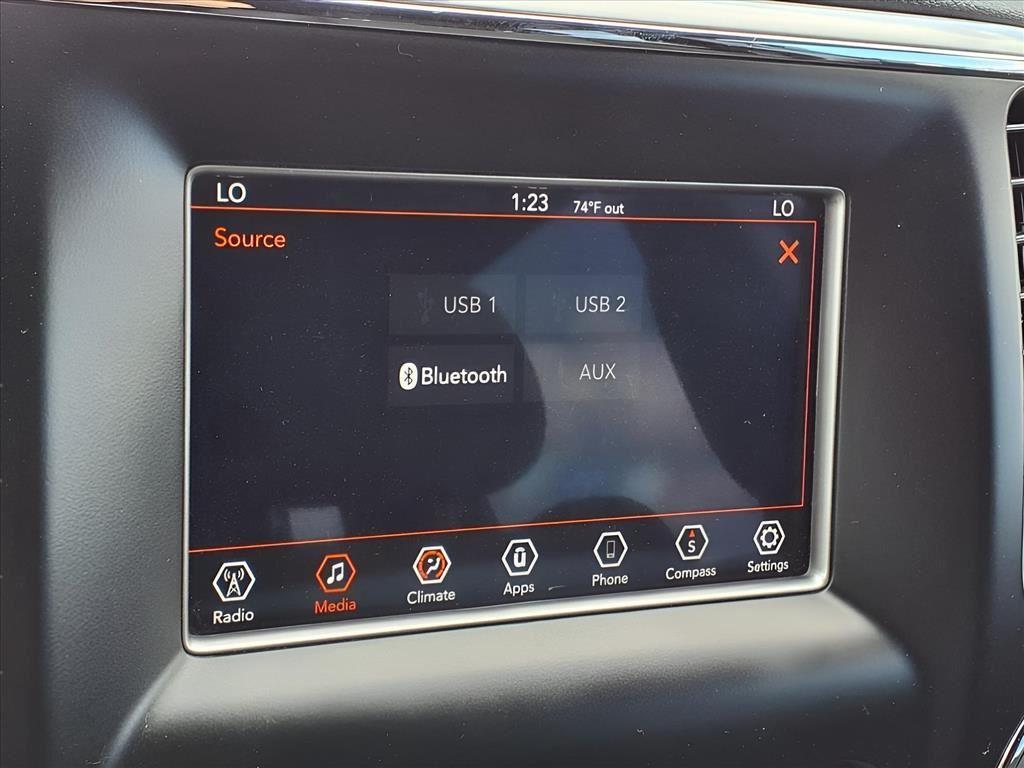 LO 1:23 74°F out LO
Source X
USB 1 USB 2
Bluetooth AUX
Radio Media Climate Apps Phone Compass Settings
S